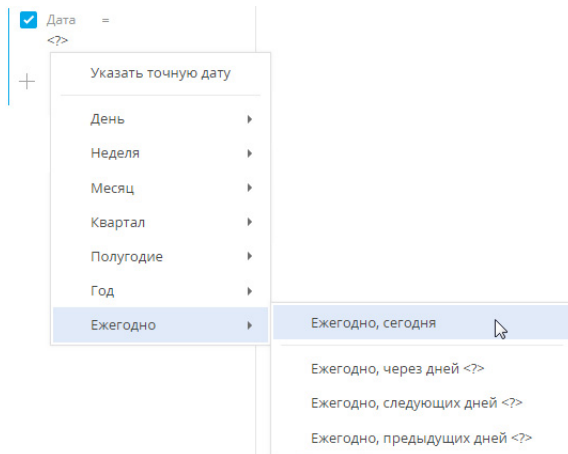 Дата =
<?>
Указать точную дату
День
Неделя
Месяц
Квартал
Полугодие
Год
Ежегодно
Ежегодно, сегодня
Ежегодно, через дней <?>
Ежегодно, следующих дней <?>
Ежегодно, предыдущих дней <?>